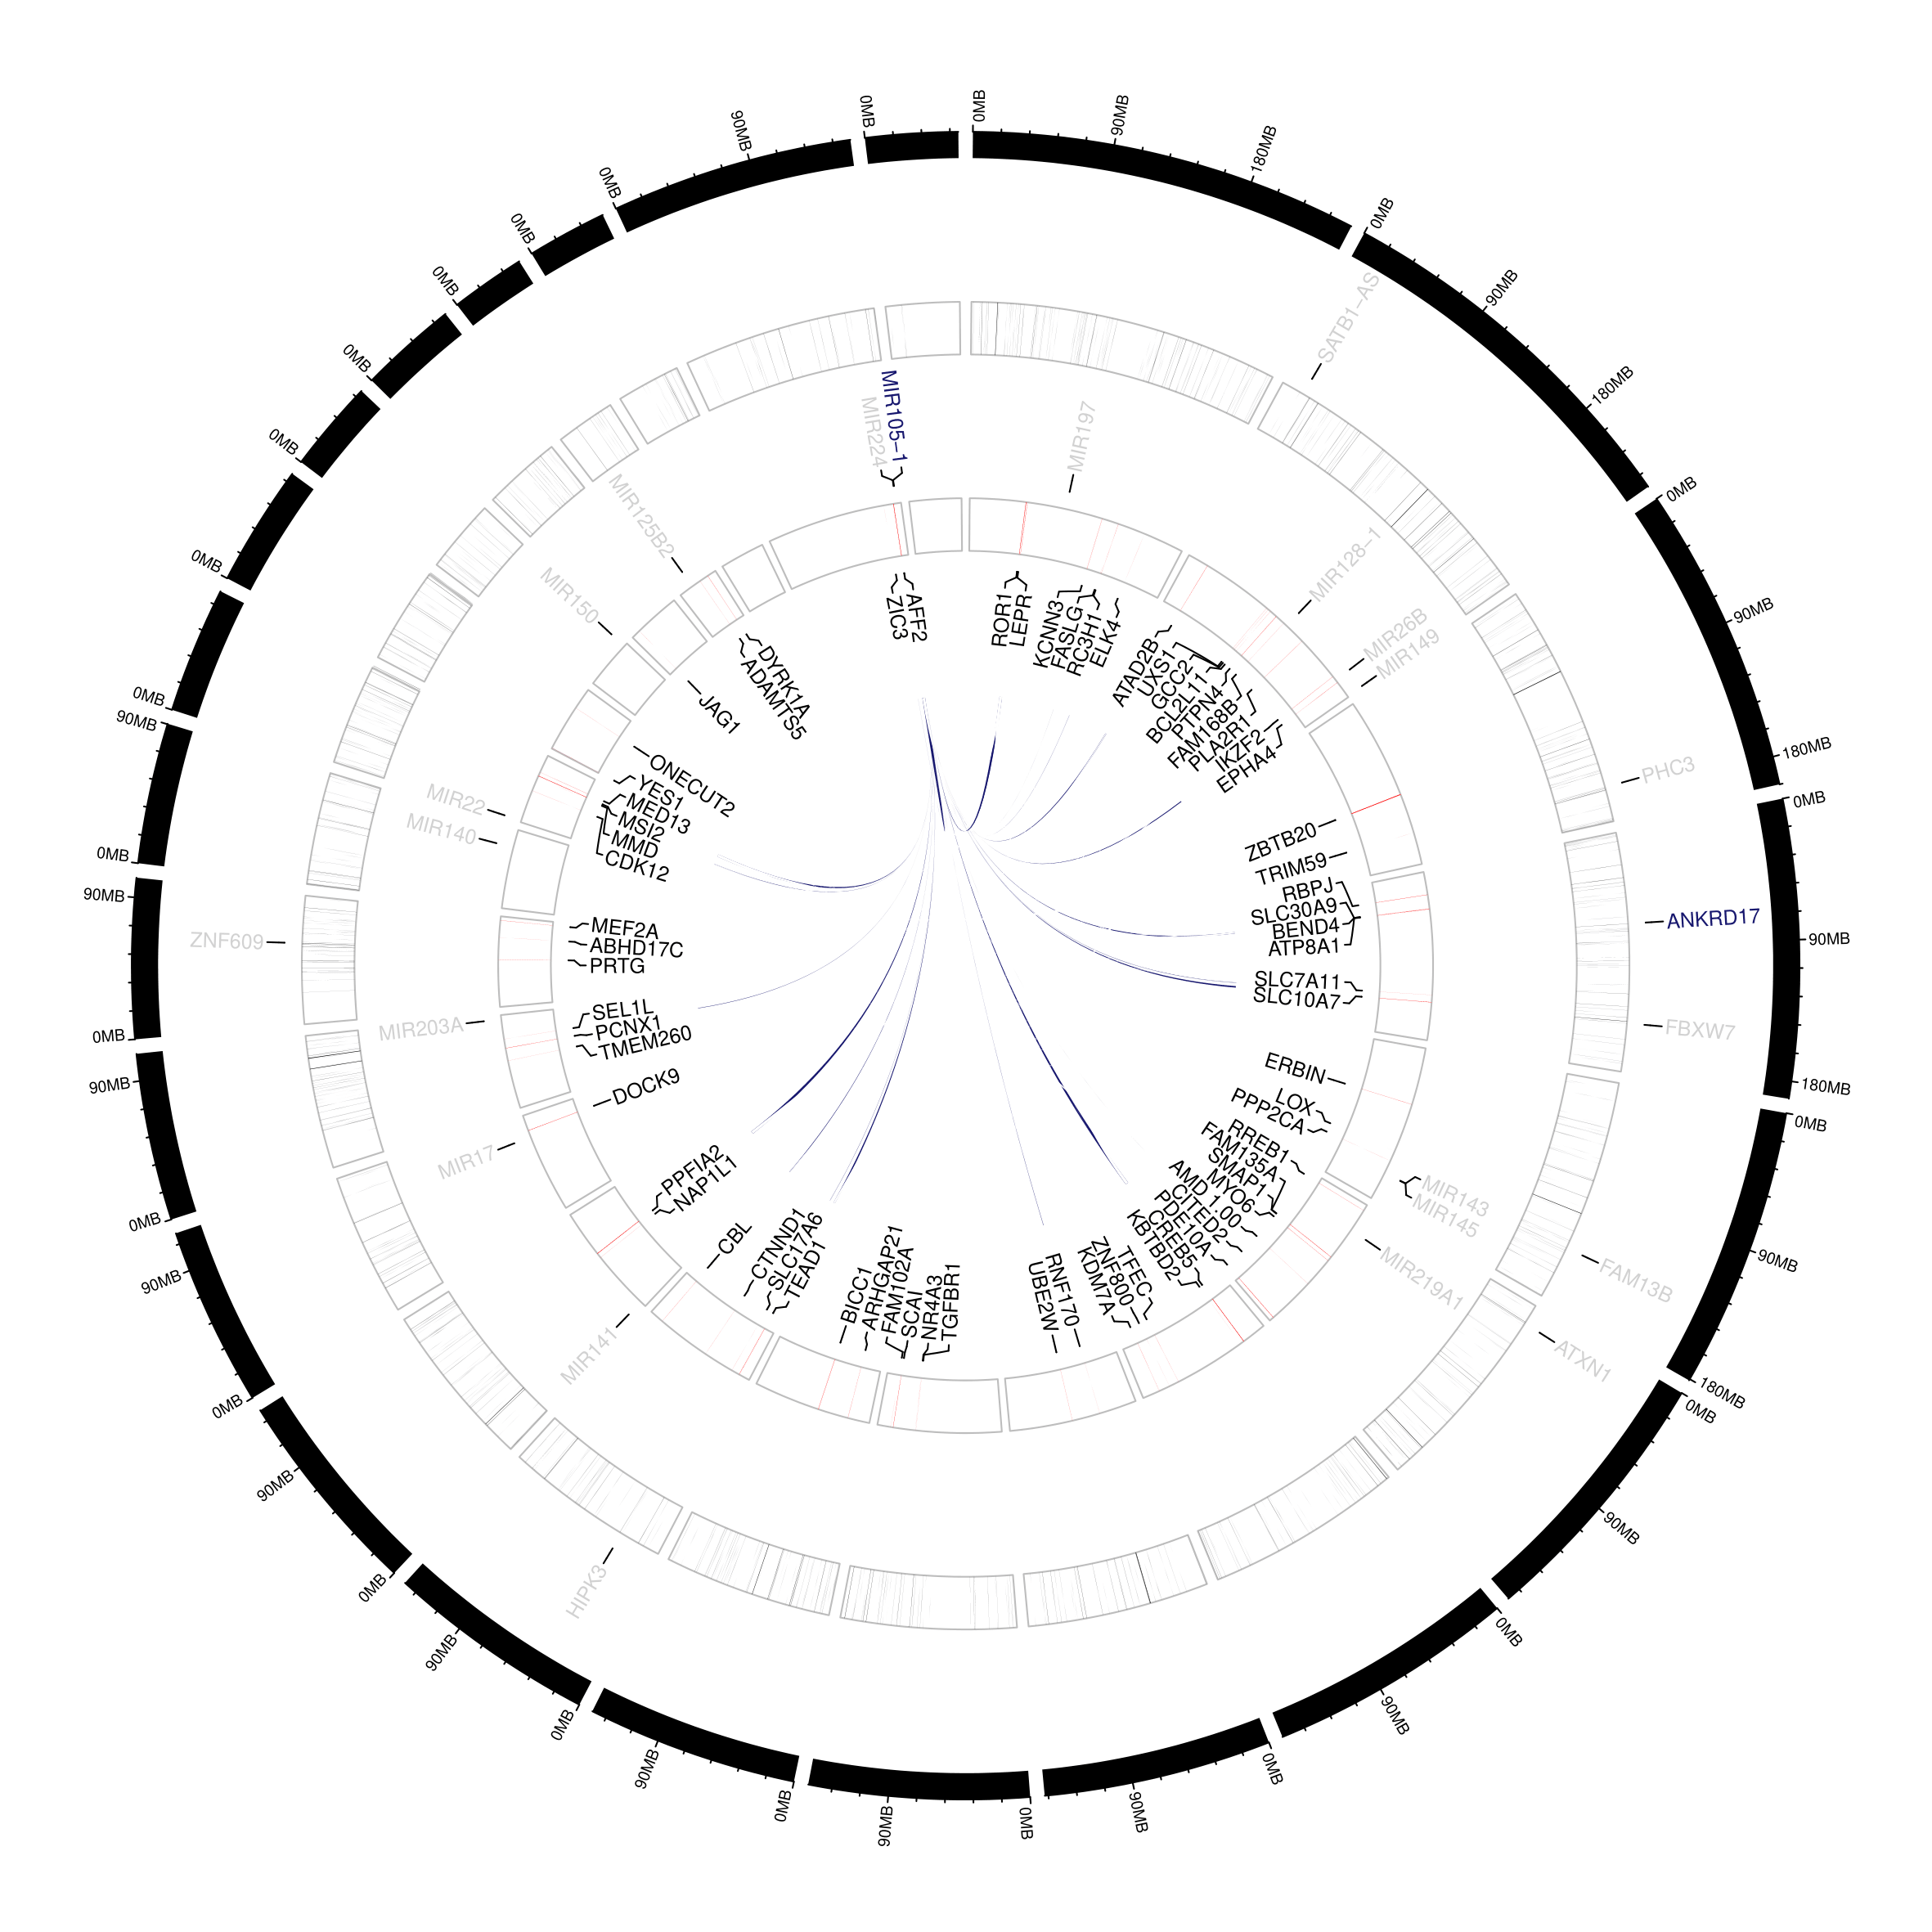 0MB
90MB
180MB
0MB
90MB
180MB
0MB
90MB
180MB
0MB
90MB
180MB
0MB
90MB
180MB
0MB
90MB
0MB
90MB
0MB
90MB
0MB
90MB
0MB
90MB
0MB
90MB
0MB
90MB
0MB
90MB
0MB
90MB
0MB
90MB
0MB
0MB
0MB
0MB
0MB
0MB
0MB
90MB
0MB
SATB1-AS
PHC3
ANKRD17
FBXW7
FAM13B
ATXN1
HIPK3
ZNF609
MIR197
MIR128-1
MIR26B
MIR149
MIR143
MIR145
MIR219A1
MIR141
MIR17
MIR203A
MIR140
MIR22
MIR150
MIR125B2
MIR224
MIR105-1
ROR1
LEPR
KCNN3
FASLG
RC3H1
ELK4
ATAD2B
UXS1
GCC2
BCL2L11
PTPN4
FAM168B
PLA2R1
IKZF2
EPHA4
ZBTB20
TRIM59
RBPJ
SLC30A9
BEND4
ATP8A1
SLC7A11
SLC10A7
ERBIN
LOX
PPP2CA
RREB1
FAM135A
SMAP1
MYO6
AMD 1.00
CITED2
PDE10A
CREB5
KBTBD2
TFEC
ZNF800
KDM7A
RNF170
UBE2W
TGFBR1
NR4A3
SCAI
FAM102A
ARHGAP21
BICC1
TEAD1
SLC17A6
CTNND1
CBL
NAP1L1
PPFIA2
DOCK9
TMEM260
PCNX1
SEL1L
PRTG
ABHD17C
MEF2A
CDK12
MMD
MSI2
MED13
YES1
ONECUT2
JAG1
ADAMTS5
DYRK1A
ZIC3
AFF2